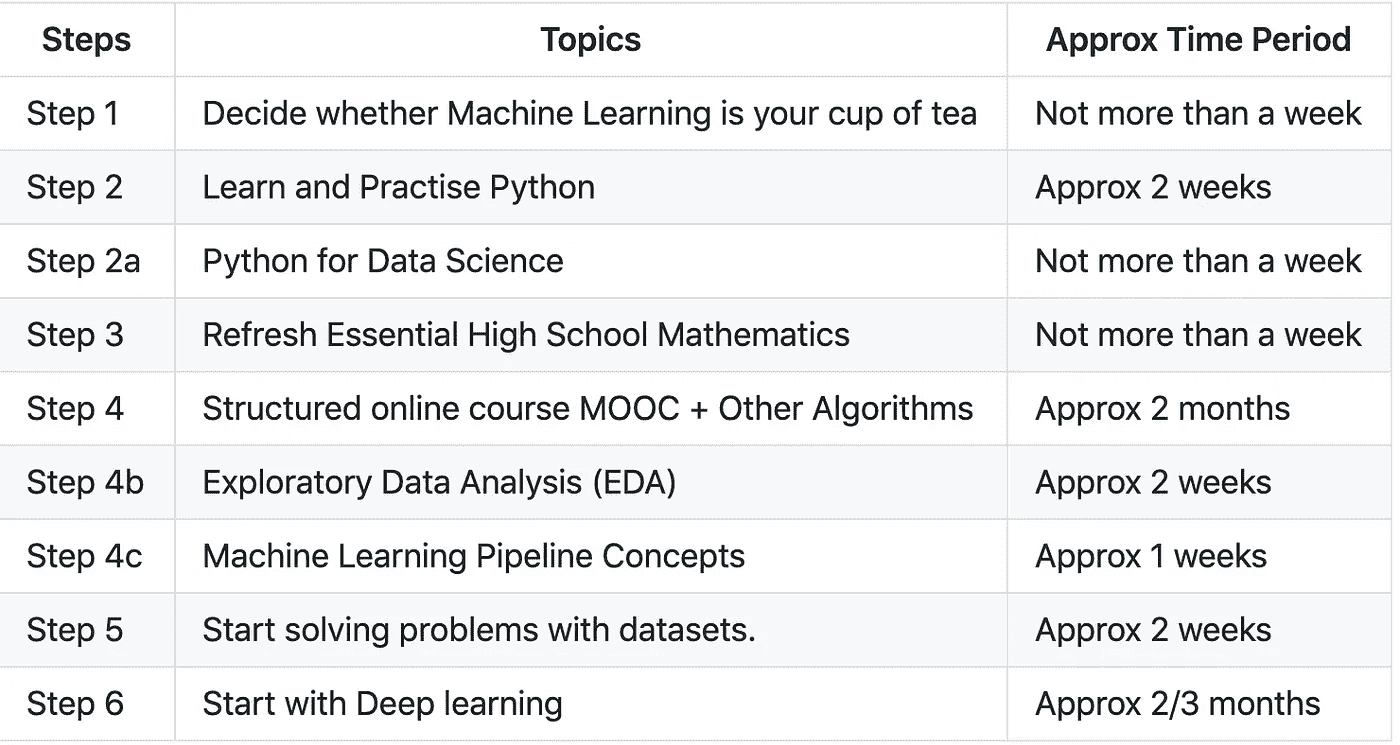 Steps Topics Approx Time Period
Step 1 Decide whether Machine Learning is your cup of tea Not more than a week
Step 2 Learn and Practise Python Approx 2 weeks
Step 2a Python for Data Science Not more than a week
Step 3 Refresh Essential High School Mathematics Not more than a week
Step 4 Structured online course MOOC + Other Algorithms Approx 2 months
Step 4b Exploratory Data Analysis (EDA) Approx 2 weeks
Step 4c Machine Learning Pipeline Concepts Approx 1 weeks
Step 5 Start solving problems with datasets. Approx 2 weeks
Step 6 Start with Deep learning Approx 2/3 months